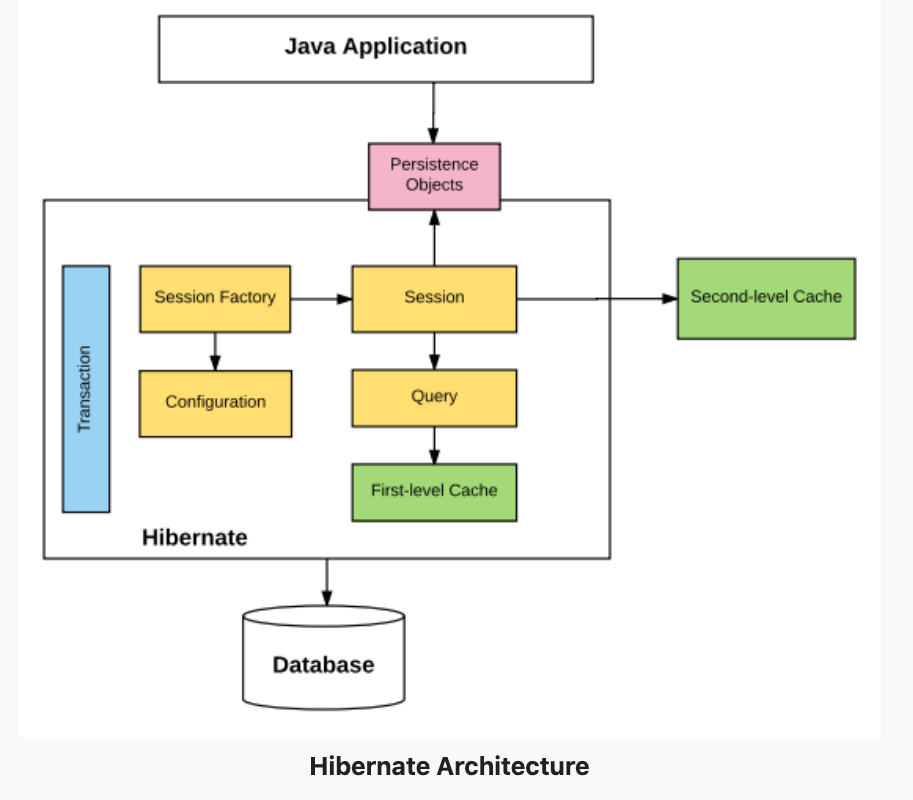 Java Application
Persistence
Objects
Session Factory
Session
Second-level Cache
Transaction
Configuration
Query
First-level Cache
Hibernate
Database
Hibernate Architecture